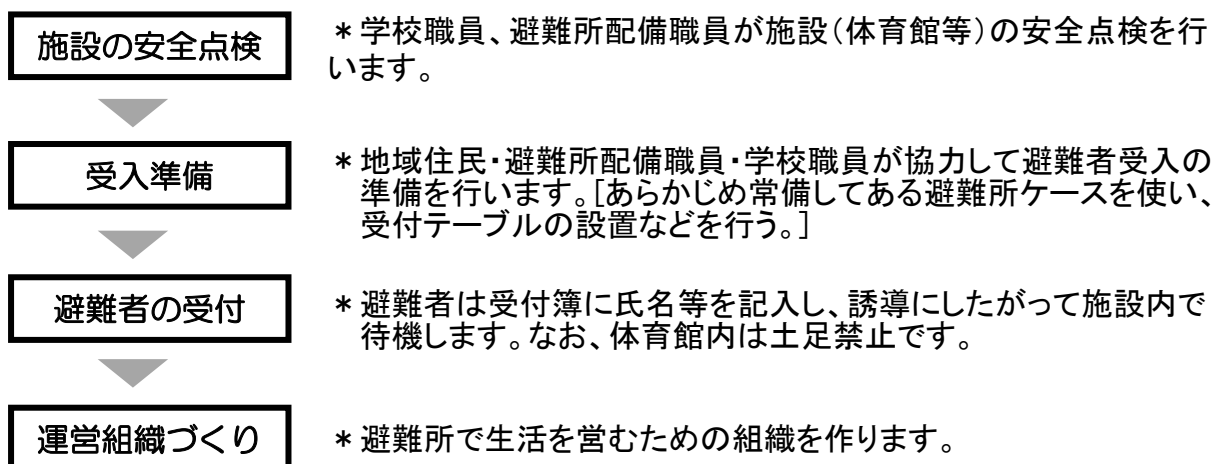 施設の安全点検
＊学校職員、避難所配備職員が施設（体育館等）の安全点検を行
います。
受入準備
＊地域住民・避難所配備職員・学校職員が協力して避難者受入の
準備を行います。［あらかじめ常備してある避難所ケースを使い、
受付テーブルの設置などを行う。］
避難者の受付
＊避難者は受付簿に氏名等を記入し、誘導にしたがって施設内で
待機します。なお、体育館内は土足禁止です。
運営組織づくり
＊避難所で生活を営むための組織を作ります。